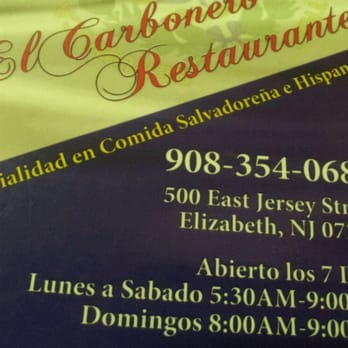 El Carbonero
Restaurante
ialidad en Comida Salvadoreña e Hispan
908-354-068
500 East Jersey Str
Elizabeth, NJ 07
Abierto los 7 D
Lunes a Sabado 5:30AM-9:00
Domingos 8:00AM-9:00